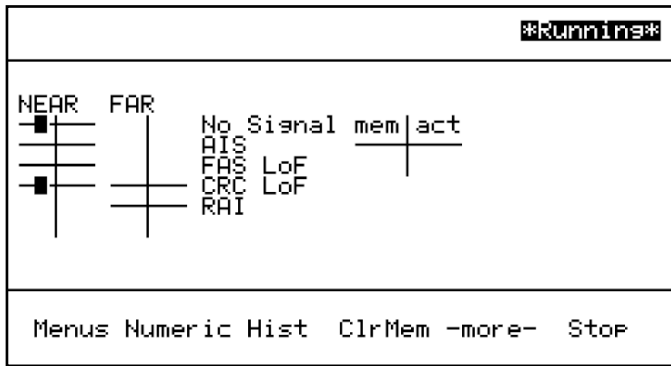 *Running*
NEAR FAR
No Signal mem act
AIS
FAS LoF
CRC LoF
RAI
Menus Numeric Hist ClrMem -more- Stop